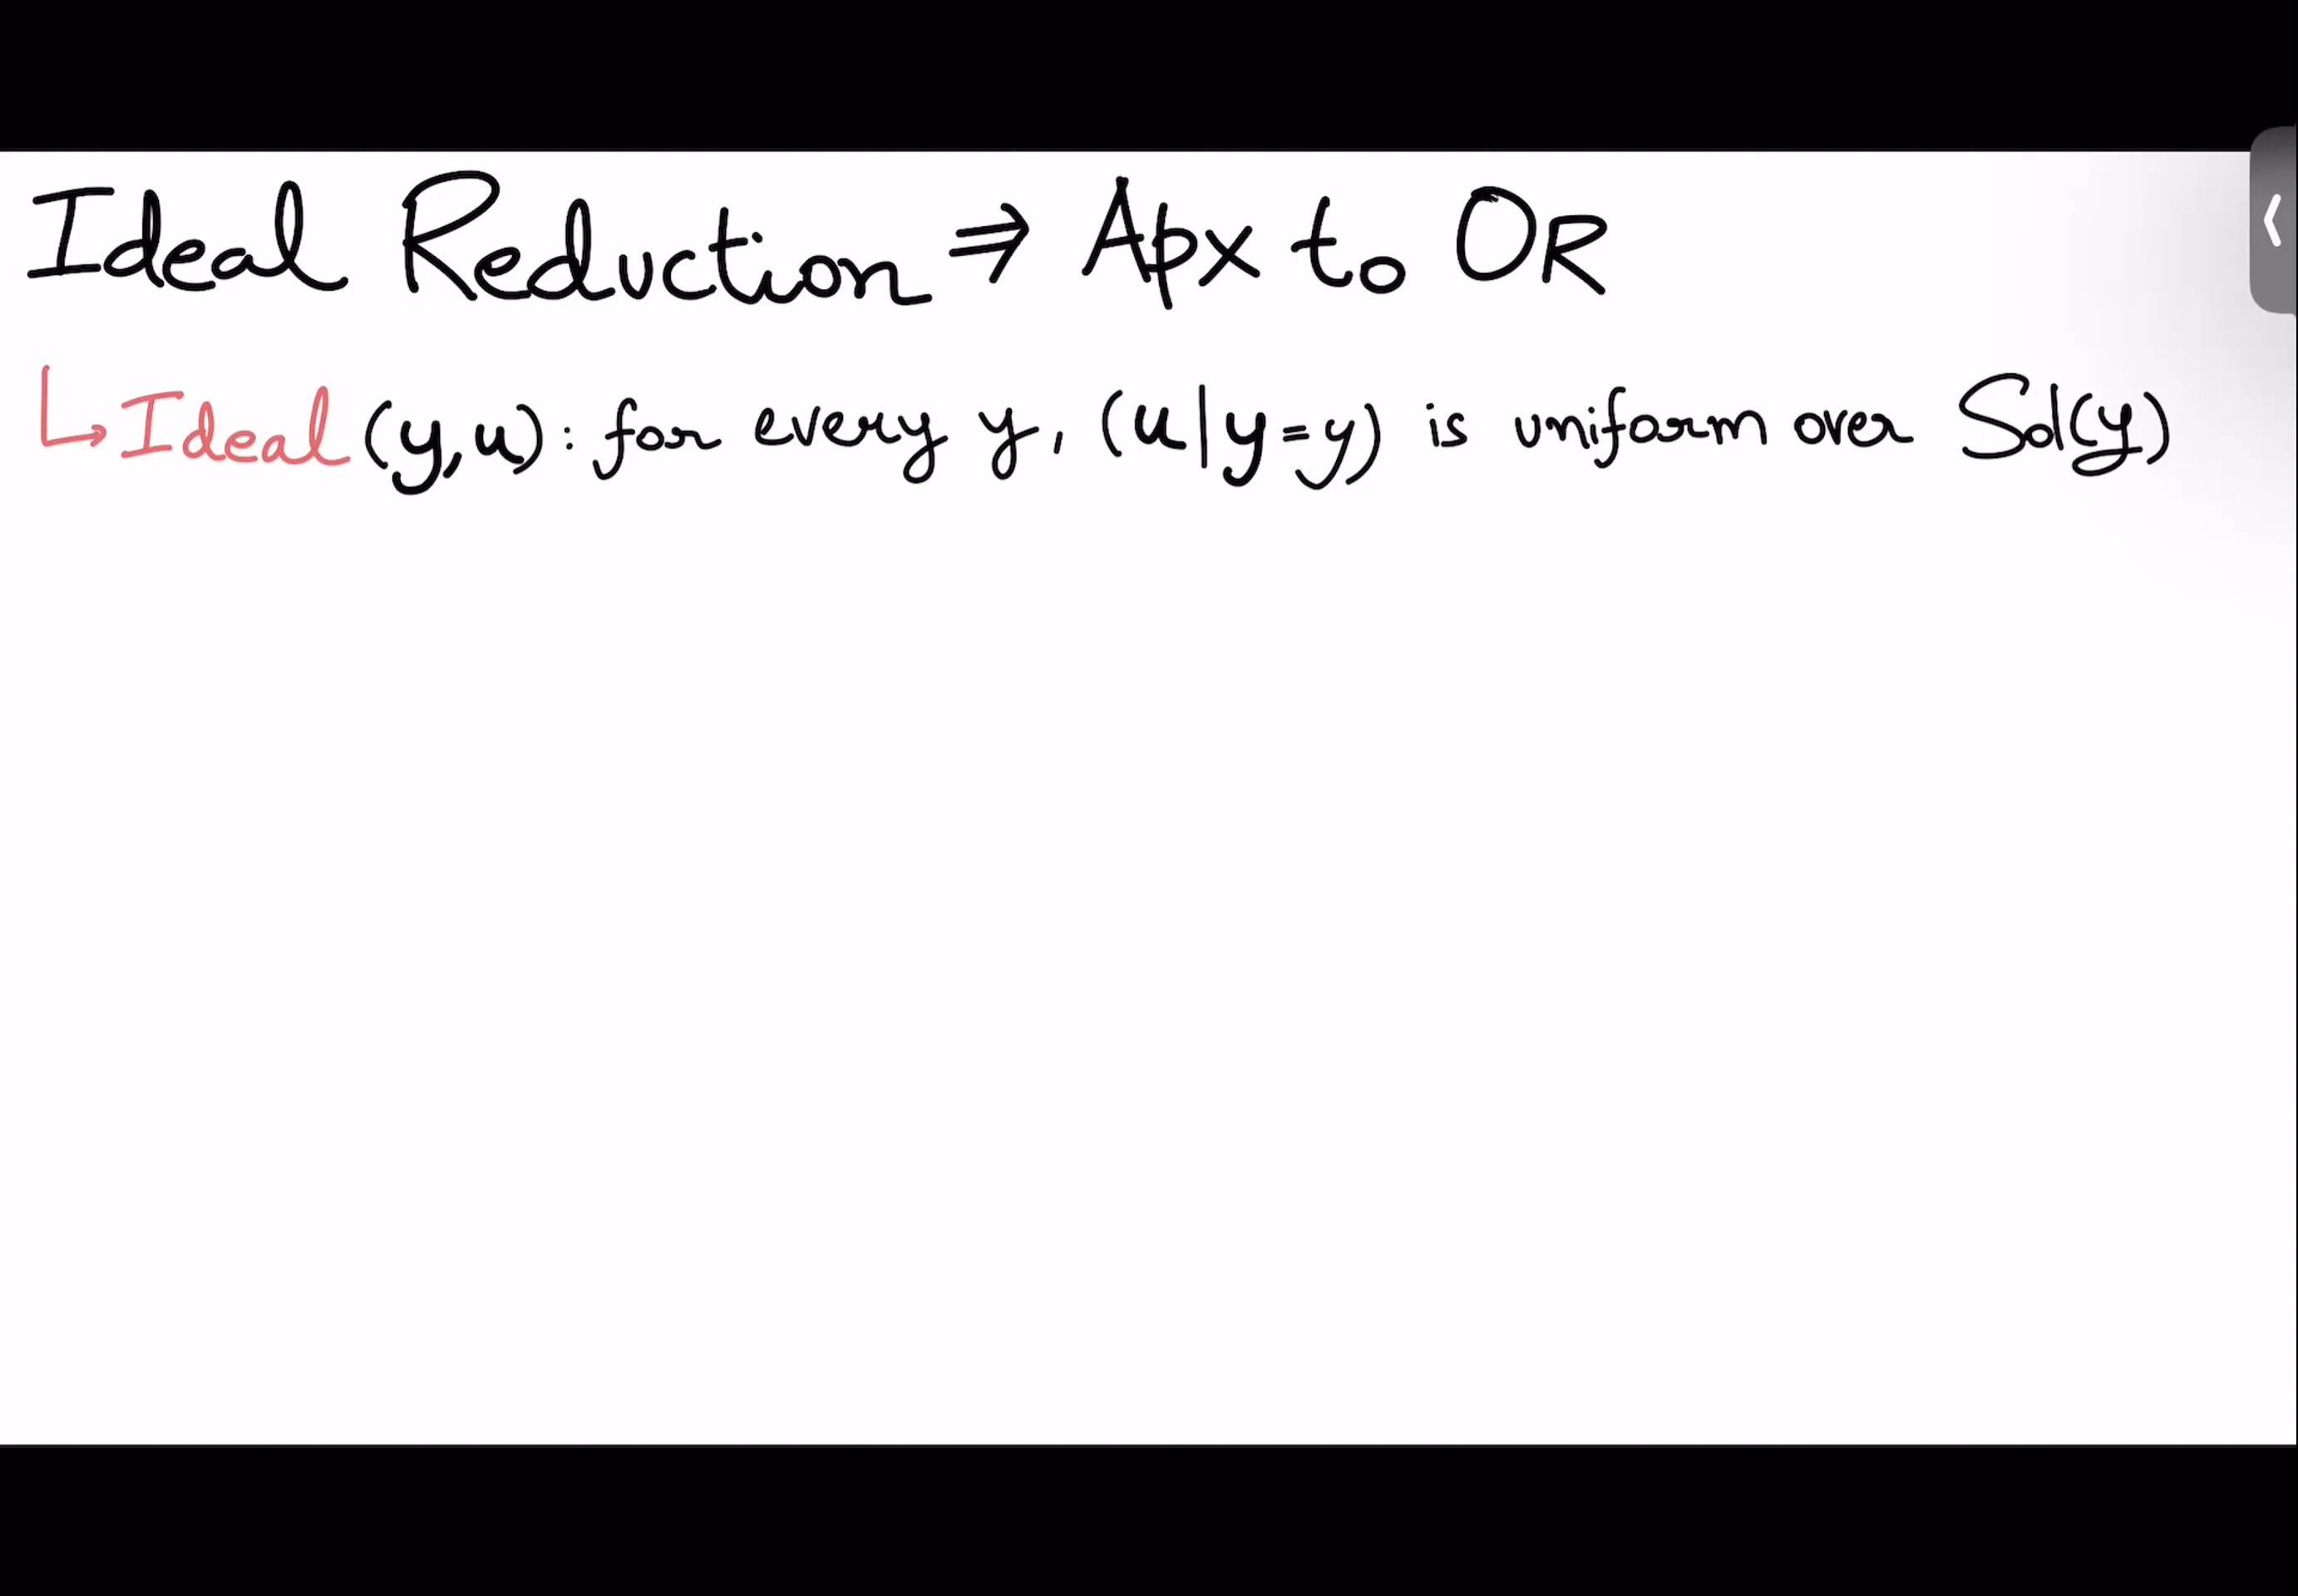 Ideal Reduction ⇒ Apx to OR
↳ Ideal (y,u): for every y, (u|y=y) is uniform over Sol(y)